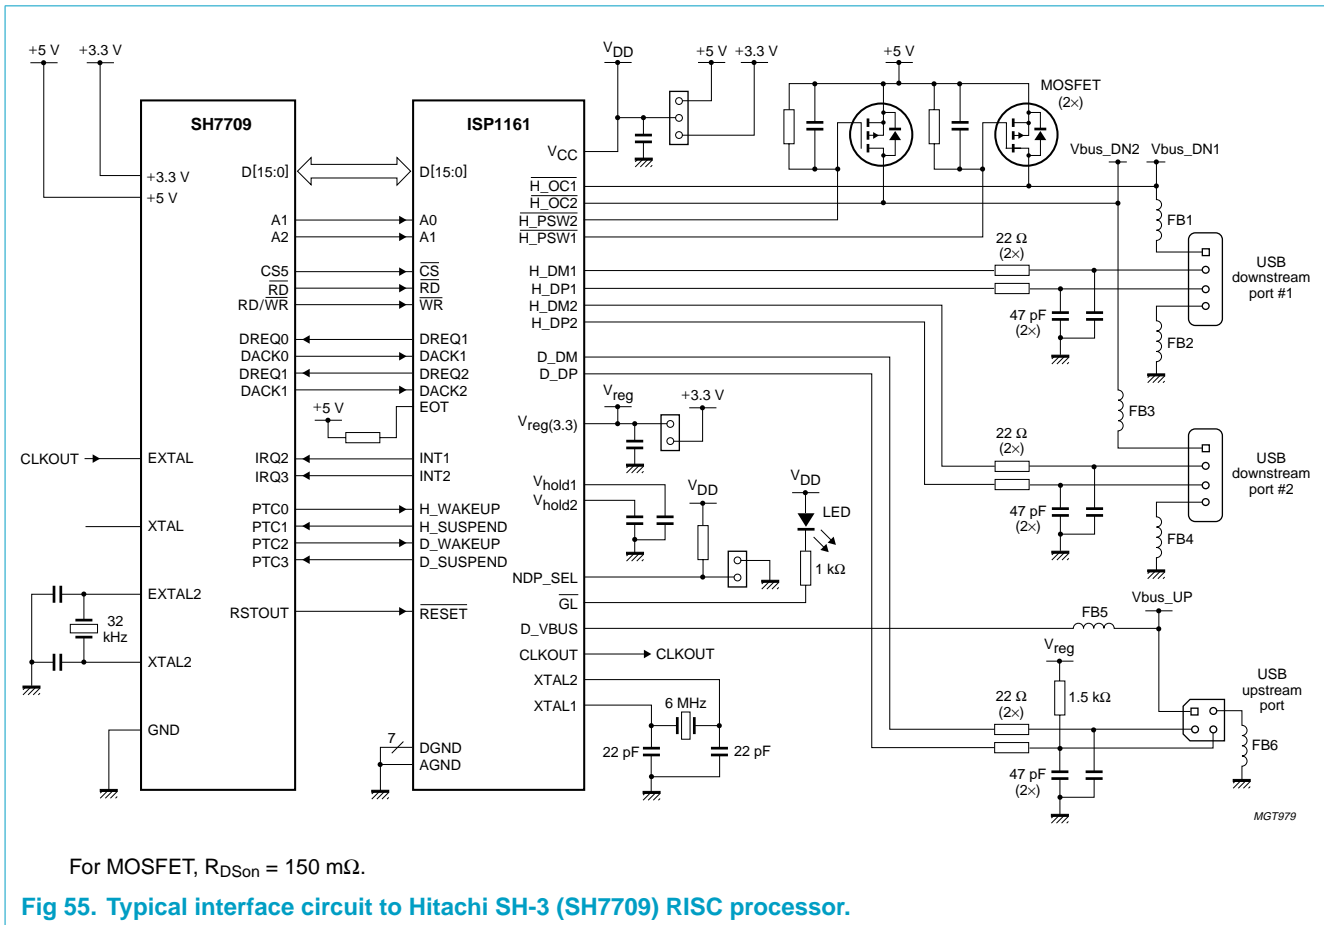 +5 V +3.3 V
SH7709
D[15:0]
+3.3 V
+5 V
A1
A2
CS5
RD
RD/WR
DREQ0
DACK0
DREQ1
DACK1
CLKOUT
EXTAL
IRQ2
IRQ3
XTAL
PTC0
PTC1
PTC2
PTC3
EXTAL2
RSTOUT
32
kHz
XTAL2
GND
ISP1161
D[15:0]
A0
A1
CS
RD
WR
DREQ1
DACK1
DREQ2
DACK2
EOT
+5 V
INT1
INT2
H_WAKEUP
H_SUSPEND
D_WAKEUP
D_SUSPEND
RESET
7
DGND
AGND
VCC
H_OC1
H_OC2
H_PSW2
H_PSW1
H_DM1
H_DP1
H_DM2
H_DP2
D_DM
D_DP
Vreg(3.3)
Vhold1
Vhold2
NDP_SEL
GL
D_VBUS
CLKOUT
XTAL2
XTAL1
VDD
+5 V +3.3 V
+5 V
MOSFET
(2×)
Vbus_DN2 Vbus_DN1
FB1
22 Ω
(2×)
USB
downstream
port #1
47 pF
(2×)
FB2
Vreg
+3.3 V
FB3
22 Ω
(2×)
USB
downstream
port #2
47 pF
(2×)
FB4
VDD
VDD
LED
1 kΩ
Vbus_UP
FB5
CLKOUT
Vreg
1.5 kΩ
22 Ω
(2×)
USB
upstream
port
FB6
47 pF
(2×)
6 MHz
22 pF
22 pF
MGT979
For MOSFET, RDSon = 150 mΩ.
Fig 55. Typical interface circuit to Hitachi SH-3 (SH7709) RISC processor.